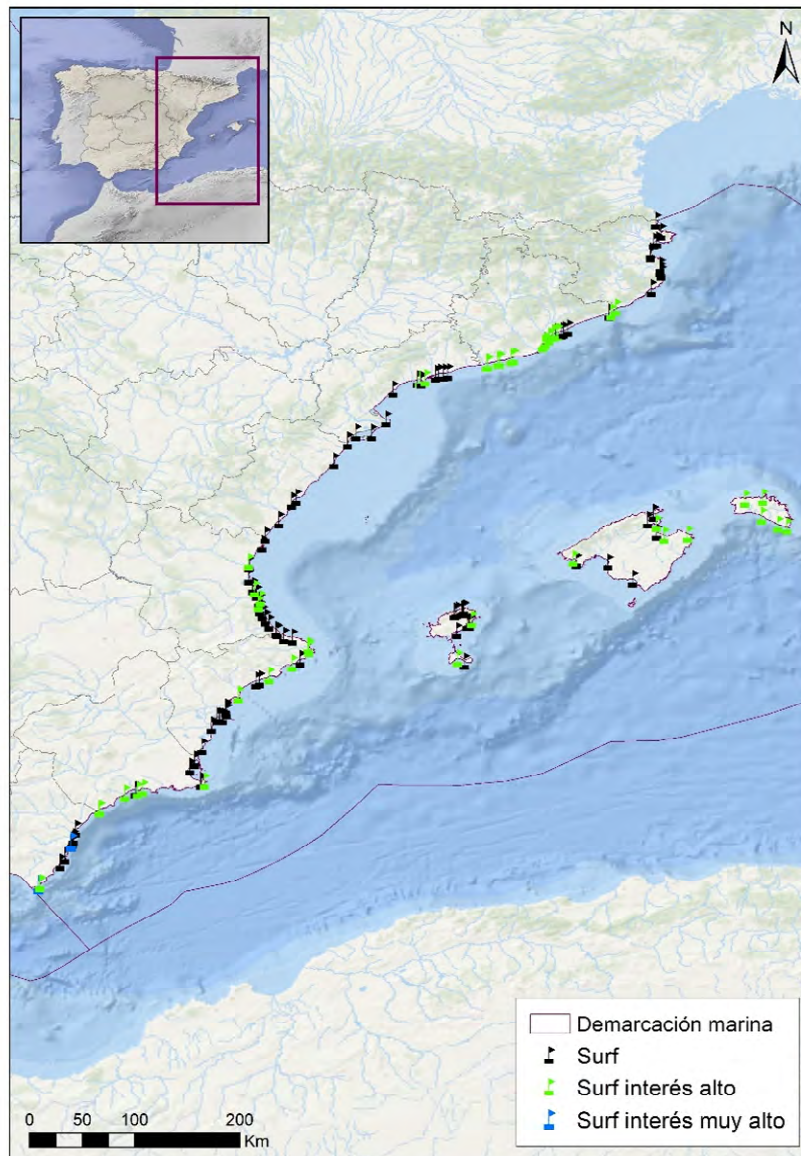 N
Demarcación marina
Surf
Surf interés alto
Surf interés muy alto
0 50 100 200
Km